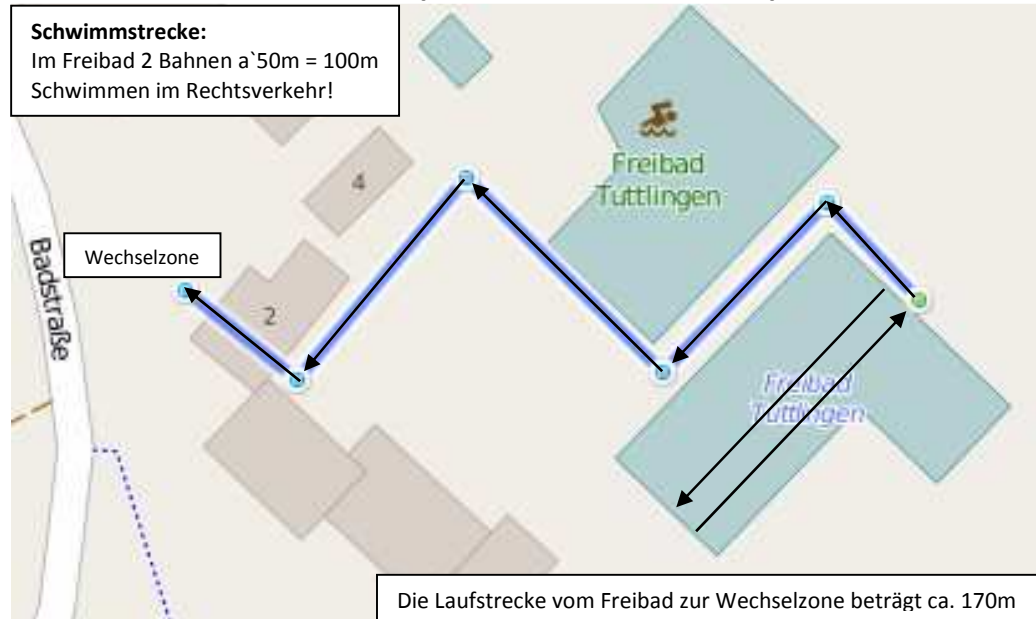 Schwimmstrecke:
Im Freibad 2 Bahnen a`50m = 100m
Schwimmen im Rechtsverkehr!
4
Freibad
Tuttlingen
Wechselzone
Badstraße
2
Freibad
Tuttlingen
Die Laufstrecke vom Freibad zur Wechselzone beträgt ca. 170m